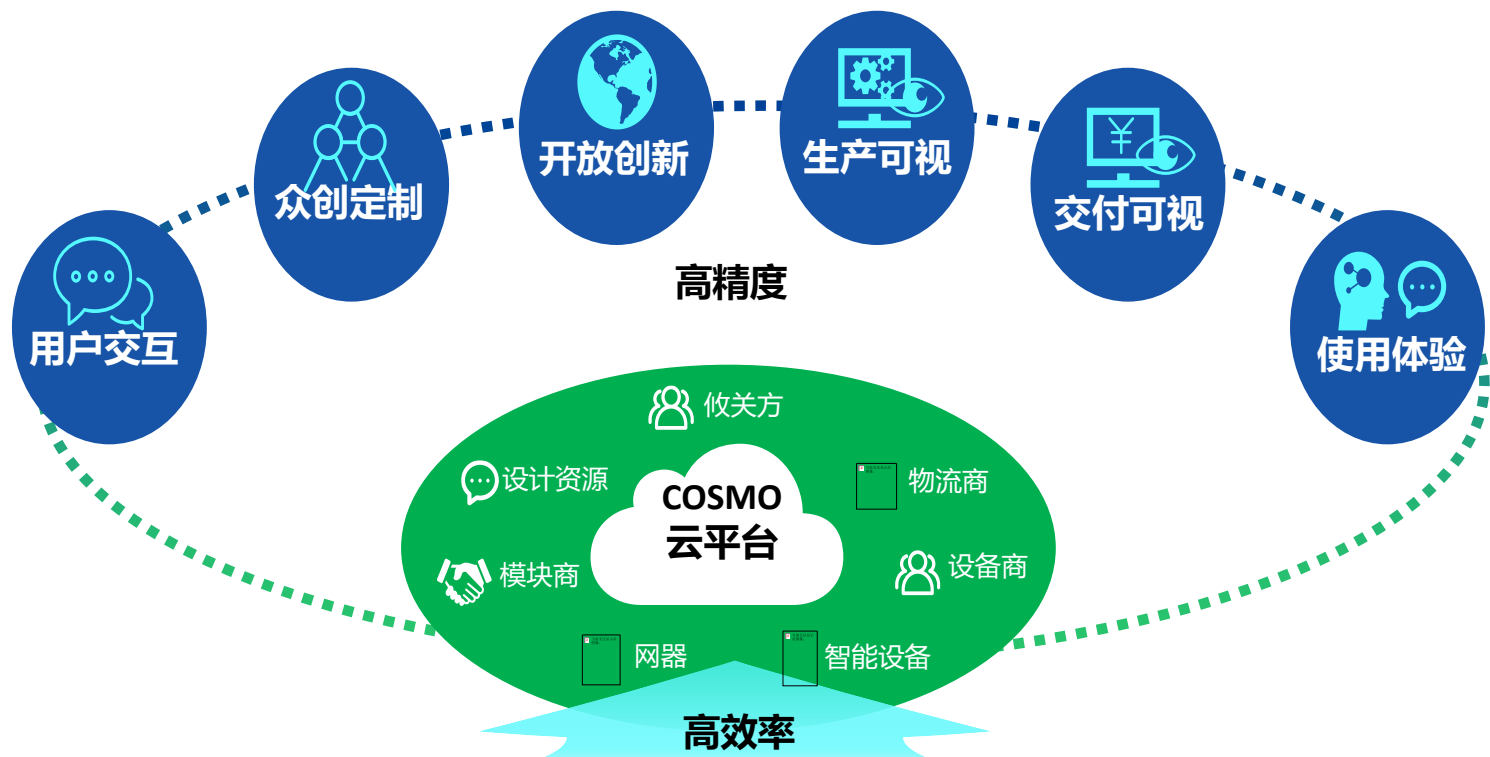 开放创新
生产可视
众创定制
交付可视
¥
高精度
用户交互
使用体验
攸关方
设计资源
COSMO
云平台
物流商
模块商
设备商
网器
智能设备
高效率